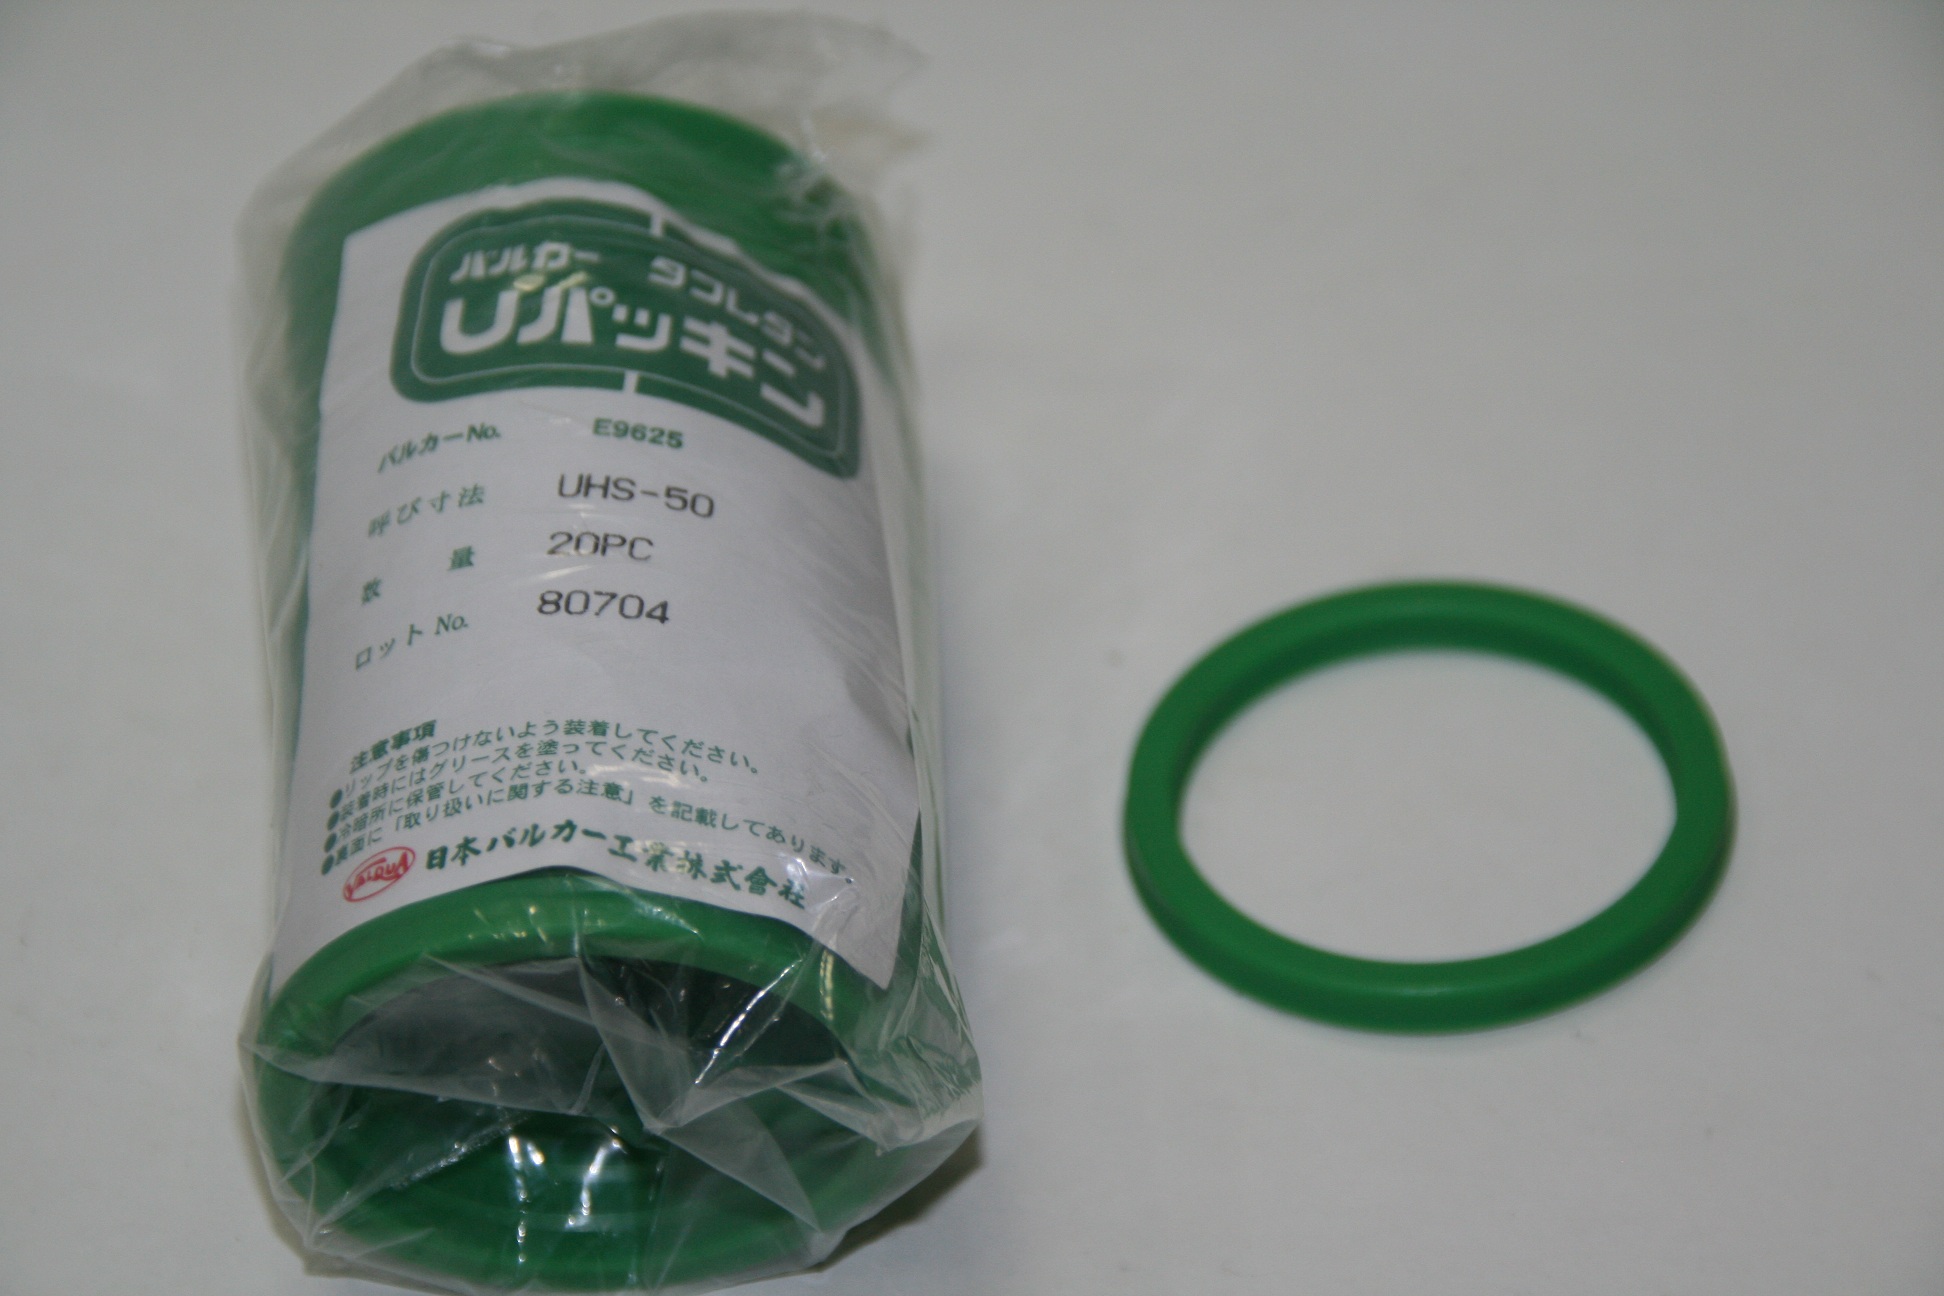 バルカー タフレタン
Uパッキン
バルカーNo. E9625
呼び寸法 UHS-50
数量 20PC
ロットNo. 80704
注意事項
●リップを傷つけないよう装着してください。
●装着時にはグリースを塗ってください。
●冷暗所に保管してください。
●裏面に「取り扱いに関する注意」を記載してあります。
VALQUA 日本バルカー工業株式會社